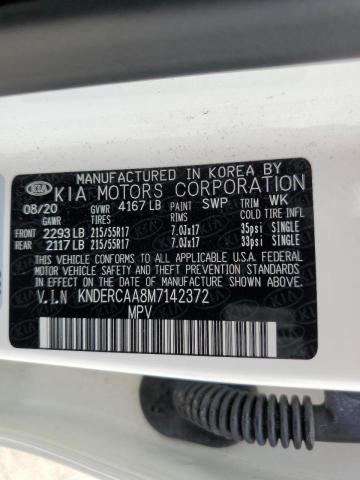 MANUFACTURED IN KOREA BY
KIA KIA MOTORS CORPORATION
08/20 GVWR 4167 LB PAINT SWP TRIM WK
GAWR TIRES RIMS COLD TIRE INF.
FRONT 2293 LB 215/55R17 7.0Jx17 35psi SINGLE
REAR 2117 LB 215/55R17 7.0Jx17 33psi SINGLE
THIS VEHICLE CONFORMS TO ALL APPLICABLE U.S.A. FEDERAL
MOTOR VEHICLE SAFETY, BUMPER, AND THEFT PREVENTION
STANDARDS IN EFFECT ON THE DATE OF MANUFACTURE SHOWN ABOVE.
V.I.N KNDERCAA8M7142372
MPV